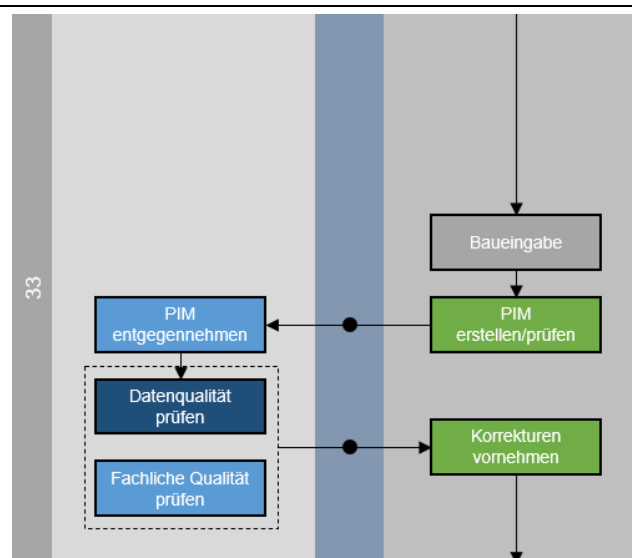 Baueingabe
33
PIM
entgegennehmen
PIM
erstellen/prüfen
Datenqualität
prüfen
Korrekturen
vornehmen
Fachliche Qualität
prüfen